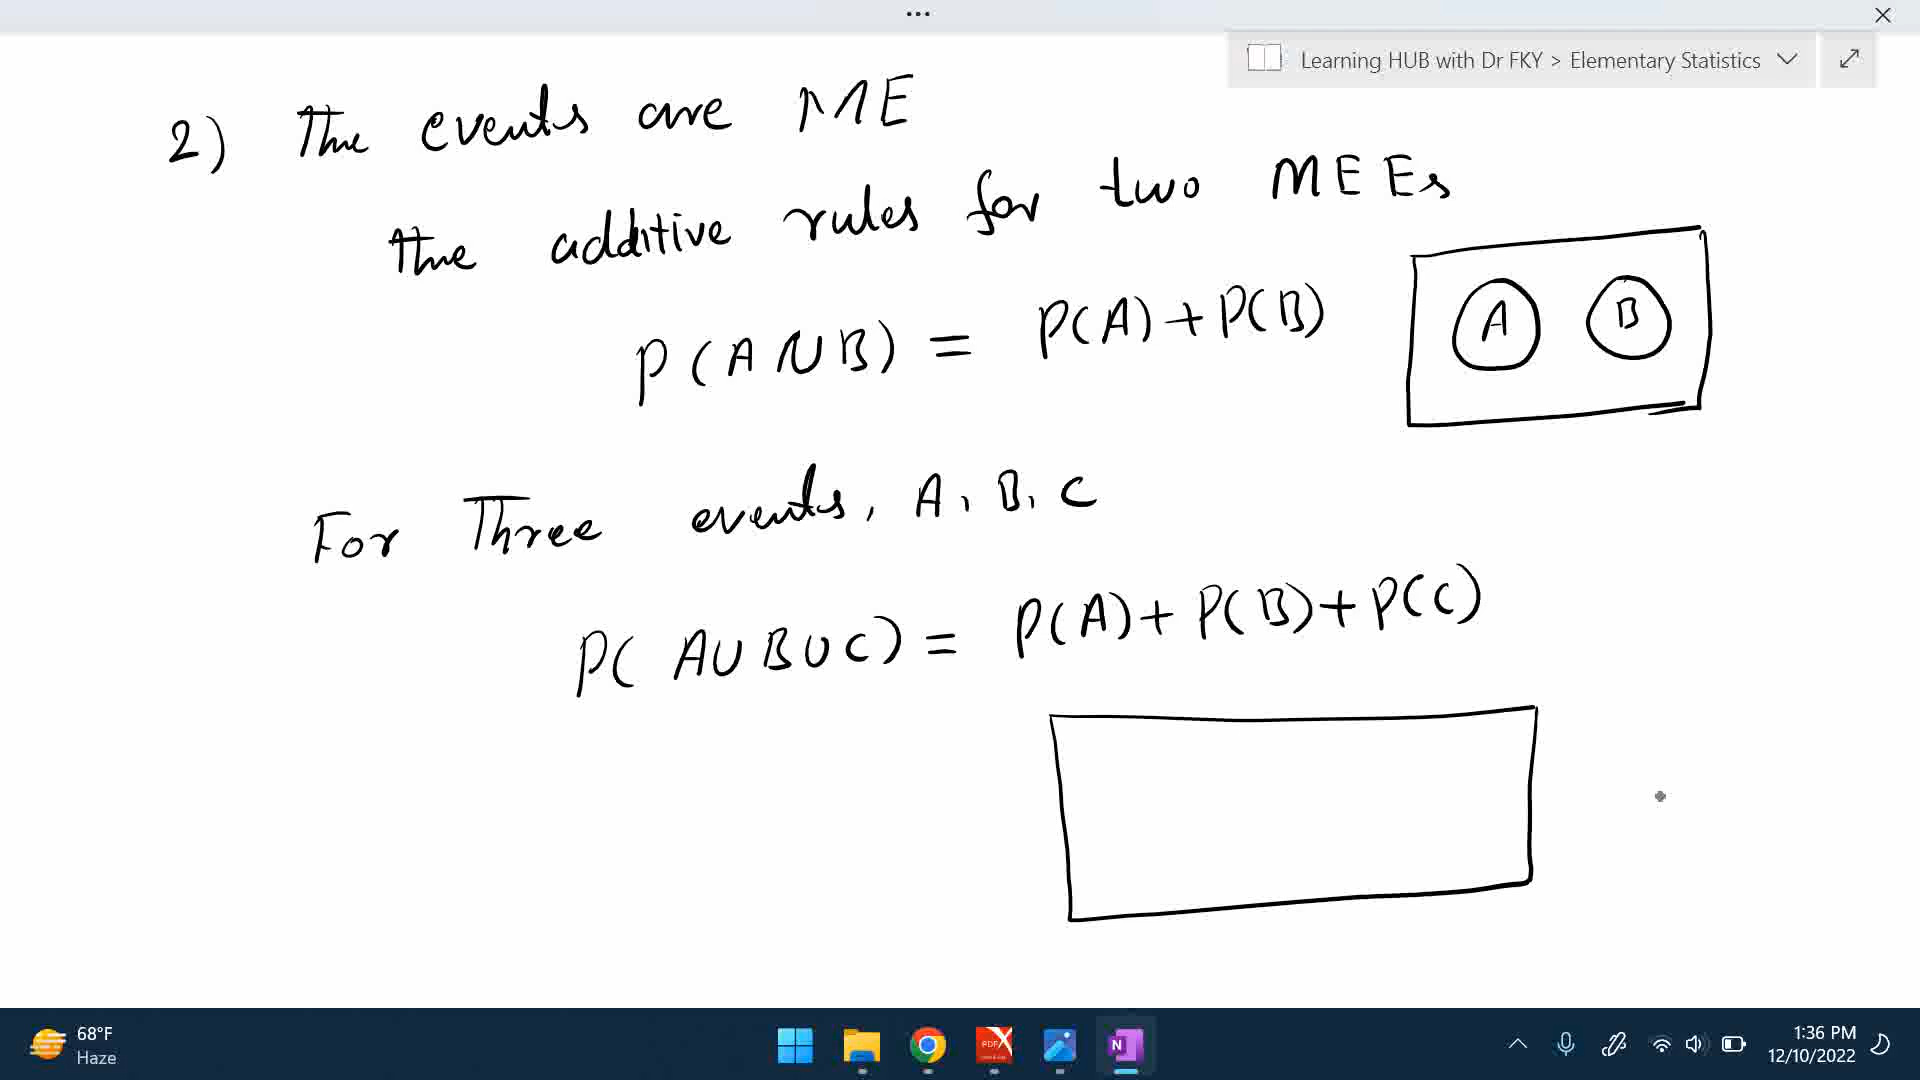 Learning HUB with Dr FKY > Elementary Statistics
2) The events are ME
The additive rules for two MEEs
P(A∩B) = P(A)+P(B)
A B
For Three events, A, B, C
P(A∪B∪C) = P(A)+P(B)+P(C)
68°F
Haze
1:36 PM
12/10/2022